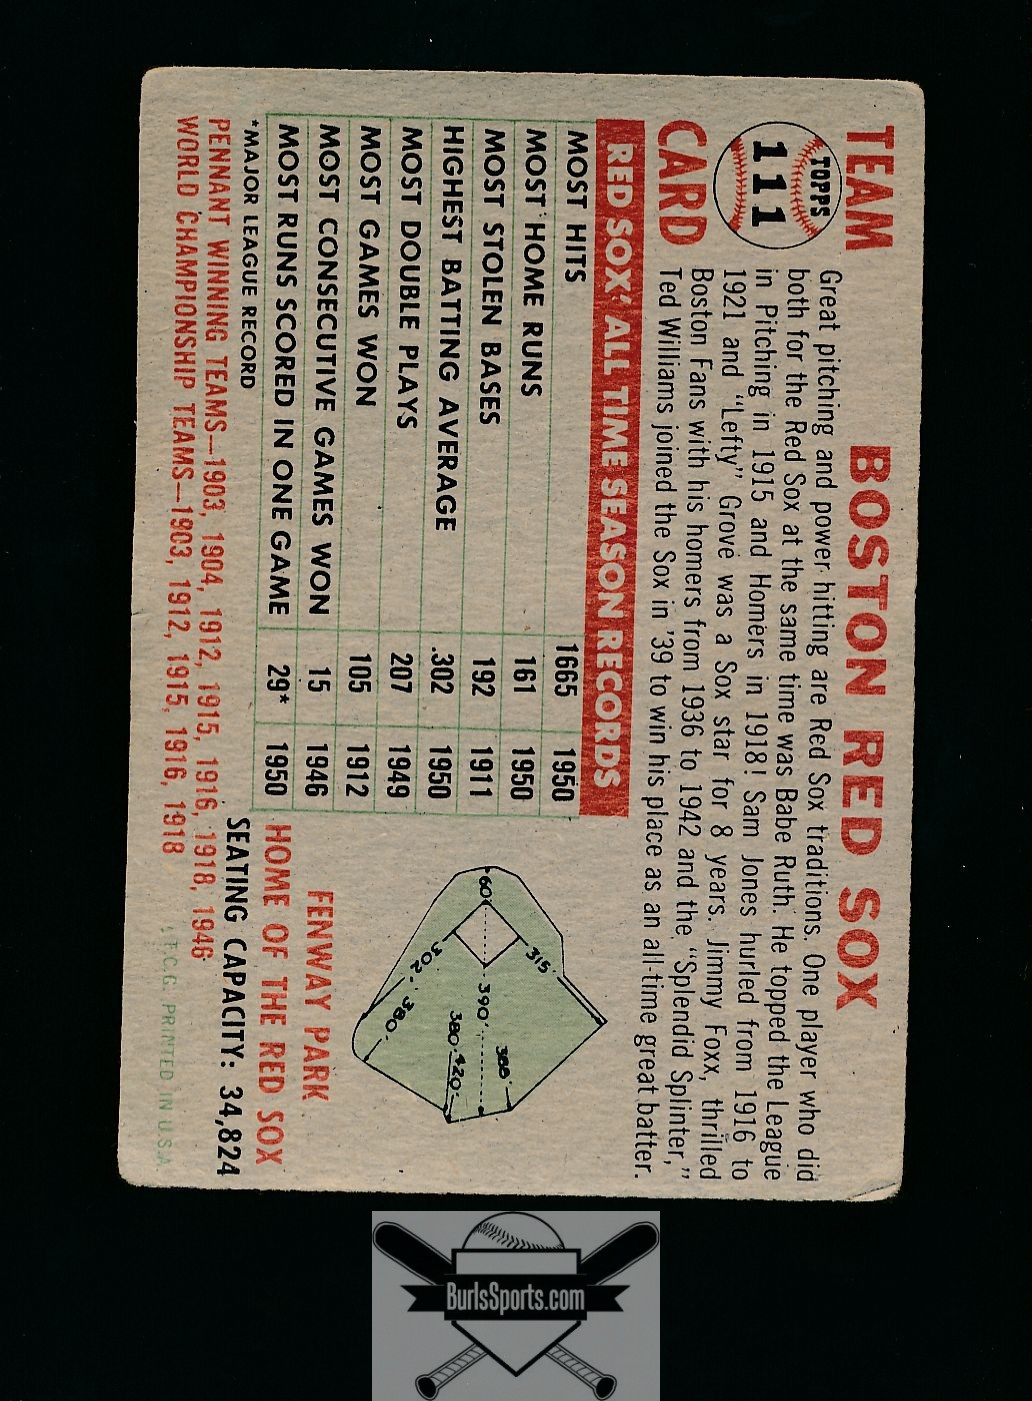 TEAM
TOPPS
111
CARD
BOSTON RED SOX
Great pitching and power hitting are Red Sox traditions. One player who did
both for the Red Sox at the same time was Babe Ruth. He topped the League
in Pitching in 1915 and Homers in 1918! Sam Jones hurled from 1916 to
1921 and "Lefty" Grove was a Sox star for 8 years. Jimmy Foxx, thrilled
Boston Fans with his homers from 1936 to 1942 and the "Splendid Splinter,"
Ted Williams joined the Sox in '39 to win his place as an all-time great batter.
RED SOX' ALL TIME SEASON RECORDS
MOST HITS 1665 1950
MOST HOME RUNS 161 1950
MOST STOLEN BASES 192 1911
HIGHEST BATTING AVERAGE .302 1950
MOST DOUBLE PLAYS 207 1949
MOST GAMES WON 105 1912
MOST CONSECUTIVE GAMES WON 15 1946
MOST RUNS SCORED IN ONE GAME 29* 1950
*MAJOR LEAGUE RECORD
PENNANT WINNING TEAMS—1903, 1904, 1912, 1915, 1916, 1918, 1946
WORLD CHAMPIONSHIP TEAMS—1903, 1912, 1915, 1916, 1918
315'
60'
390'
388'
302'
380'
420'
380'
FENWAY PARK
HOME OF THE RED SOX
SEATING CAPACITY: 34,824
T.C.G. PRINTED IN U.S.A.
BurlsSports.com